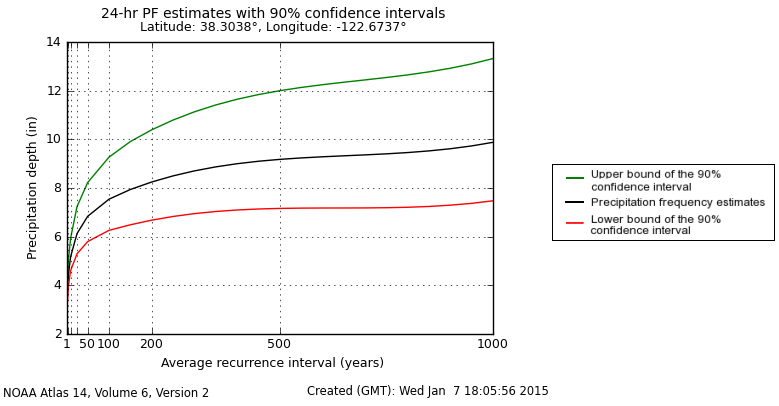 24-hr PF estimates with 90% confidence intervals
Latitude: 38.3038°, Longitude: -122.6737°
14
12
10
8
6
4
2
Precipitation depth (in)
1 50 100 200 500 1000
Average recurrence interval (years)
Upper bound of the 90%
confidence interval
Precipitation frequency estimates
Lower bound of the 90%
confidence interval
NOAA Atlas 14, Volume 6, Version 2
Created (GMT): Wed Jan  7 18:05:56 2015